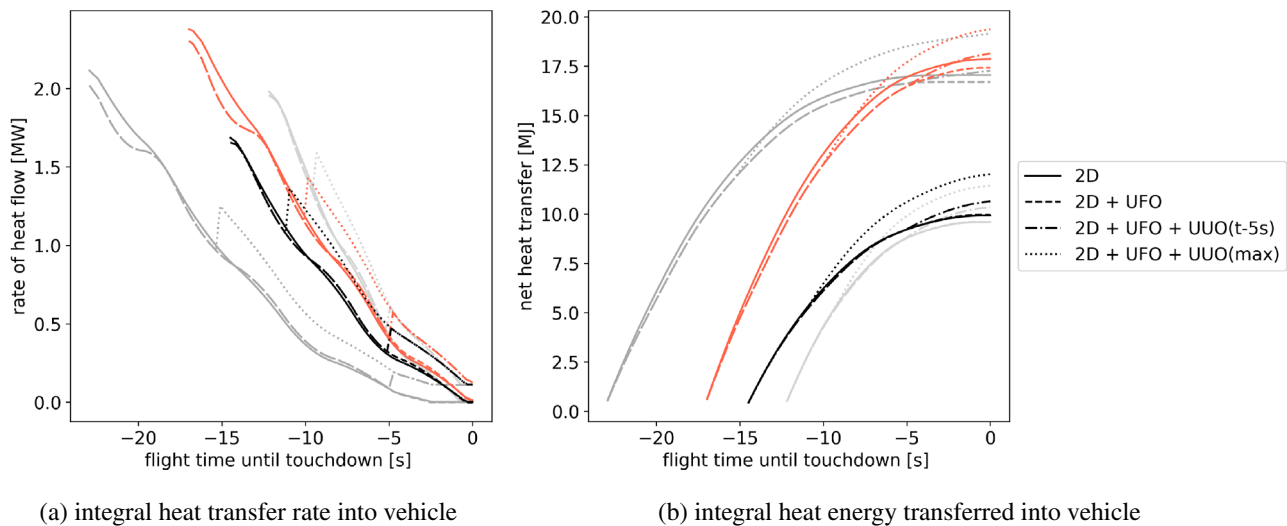 rate of heat flow [MW]
2.0
1.5
1.0
0.5
0.0
−20 −15 −10 −5 0
flight time until touchdown [s]
net heat transfer [MJ]
20.0
17.5
15.0
12.5
10.0
7.5
5.0
2.5
0.0
−20 −15 −10 −5 0
flight time until touchdown [s]
2D
2D + UFO
2D + UFO + UUO(t-5s)
2D + UFO + UUO(max)
(a) integral heat transfer rate into vehicle
(b) integral heat energy transferred into vehicle